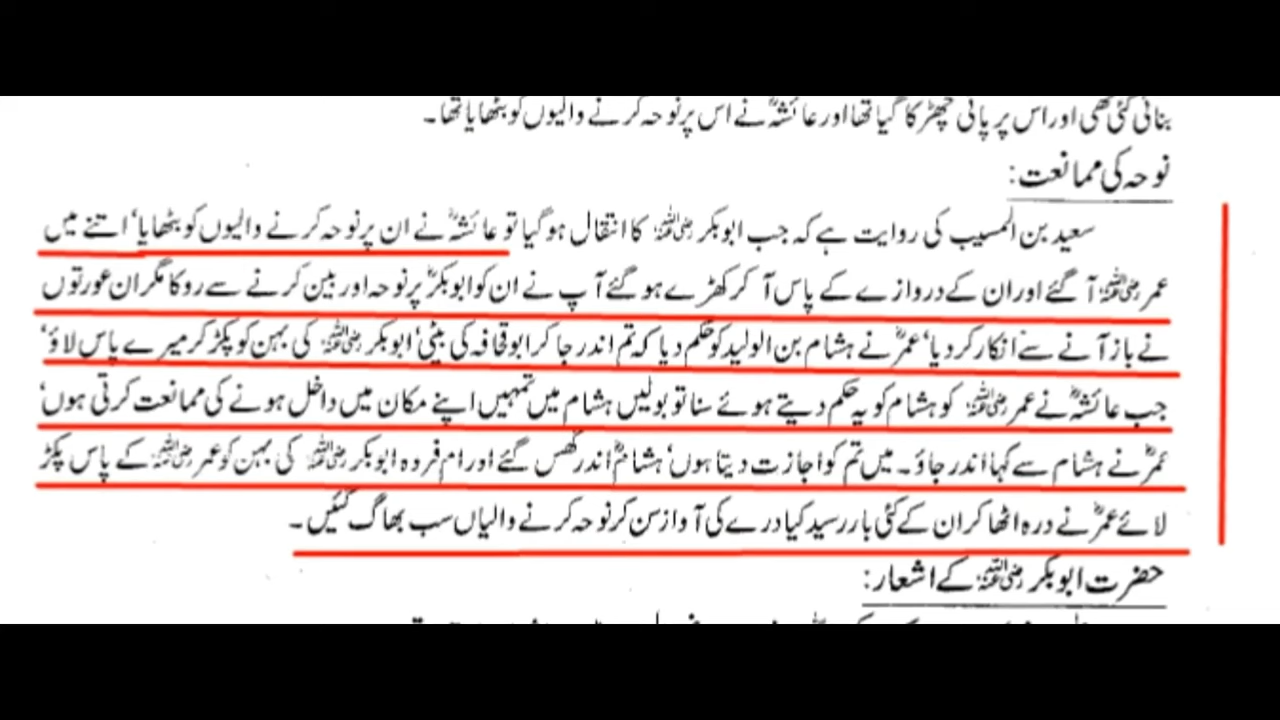 بنائی گئی تھی اور اس پر پانی چھڑکا گیا تھا اور عائشہؓ نے اس پر نوحہ کرنے والیوں کو بٹھایا تھا۔
نوحہ کی ممانعت:
سعید بن المسیب کی روایت ہے کہ جب ابوبکر رضی اللہ عنہ کا انتقال ہو گیا تو عائشہؓ نے ان پر نوحہ کرنے والیوں کو بٹھایا‘ اتنے میں
عمر رضی اللہ عنہ آ گئے اور ان کے دروازے کے پاس آ کر کھڑے ہو گئے آپ نے ان کو ابوبکرؓ پر نوحہ اور بین کرنے سے روکا مگر ان عورتوں
نے باز آنے سے انکار کر دیا‘ عمرؓ نے ہشام بن الولید کو حکم دیا کہ تم اندر جا کر ابوقحافہ کی بیٹی‘ ابوبکر رضی اللہ عنہ کی بہن کو پکڑ کر میرے پاس لاؤ‘
جب عائشہؓ نے عمر رضی اللہ عنہ کو ہشام کو یہ حکم دیتے ہوئے سنا تو بولیں ہشام میں تمہیں اپنے مکان میں داخل ہونے کی ممانعت کرتی ہوں‘
عمرؓ نے ہشام سے کہا اندر جاؤ۔ میں تم کو اجازت دیتا ہوں‘ ہشامؓ اندر گھس گئے اور ام فردہ ابوبکر رضی اللہ عنہ کی بہن کو عمر رضی اللہ عنہ کے پاس پکڑ
لائے عمرؓ نے درہ اٹھا کر ان کے کئی بار رسید کیا درے کی آواز سن کر نوحہ کرنے والیاں سب بھاگ گئیں۔
حضرت ابوبکر رضی اللہ عنہ کے اشعار: